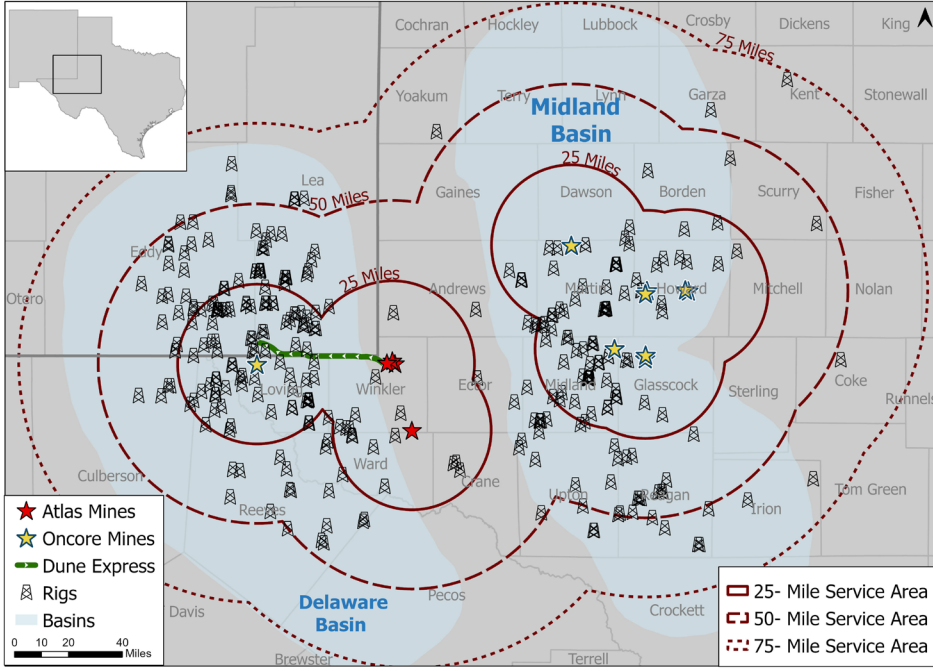 Cochran
Hockley
Lubbock
Crosby
Dickens
King
75 Miles
Yoakum
Terry
Lynn
Garza
Kent
Stonewall
Midland
Basin
25 Miles
Lea
50 Miles
Gaines
Dawson
Borden
Scurry
Fisher
Eddy
25 Miles
Otero
Andrews
Martin
Howard
Mitchell
Nolan
Loving
Winkler
Ector
Midland
Glasscock
Sterling
Coke
Runnels
Culberson
Ward
Crane
Upton
Reagan
Tom Green
Irion
Reeves
Atlas Mines
Oncore Mines
Dune Express
Rigs
Basins
0 10 20 40
Miles
Davis
Pecos
Delaware
Basin
Brewster
Terrell
Crockett
25- Mile Service Area
50- Mile Service Area
75- Mile Service Area